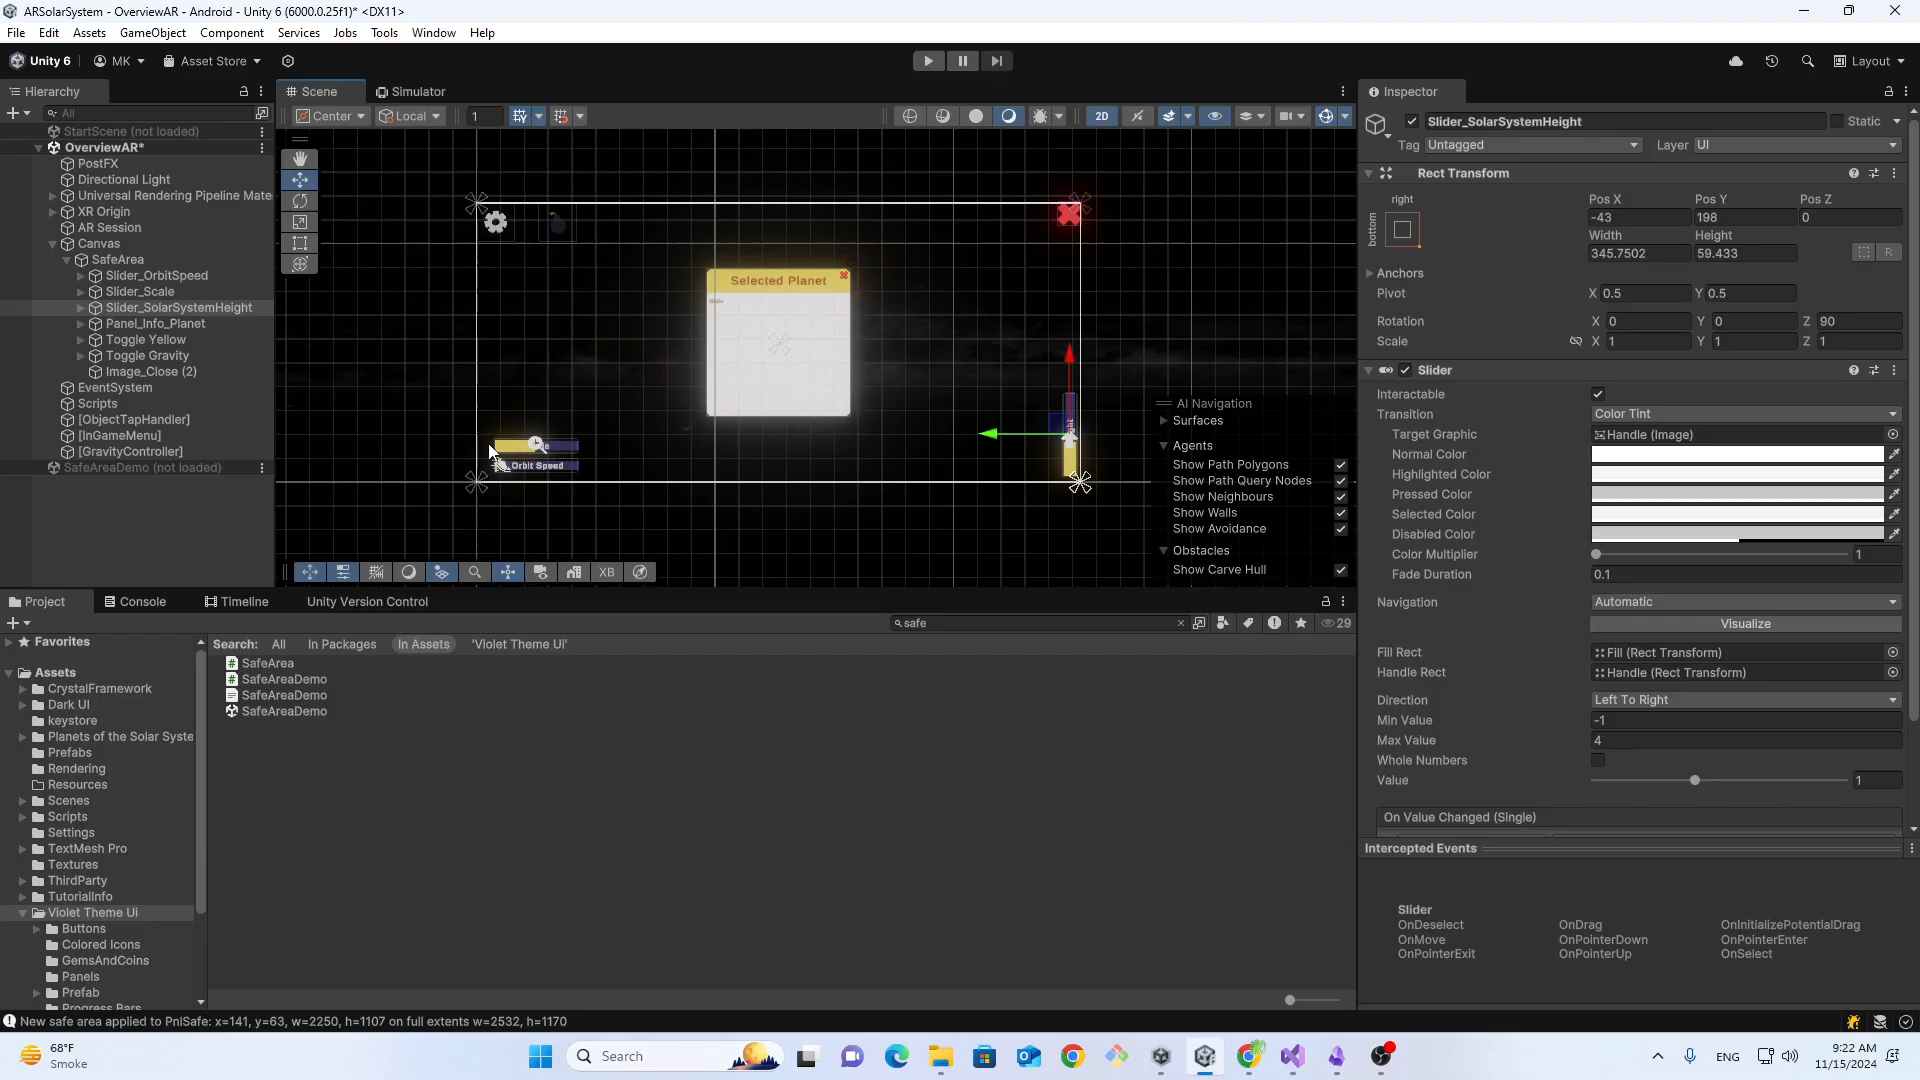 ARSolarSystem - OverviewAR - Android - Unity 6 (6000.0.25f1)* <DX11>
File Edit Assets GameObject Component Services Jobs Tools Window Help
Unity 6 MK Asset Store Layout
Hierarchy
All
StartScene (not loaded)
OverviewAR*
PostFX
Directional Light
Universal Rendering Pipeline Mate
XR Origin
AR Session
Canvas
SafeArea
Slider_OrbitSpeed
Slider_Scale
Slider_SolarSystemHeight
Panel_Info_Planet
Toggle Yellow
Toggle Gravity
Image_Close (2)
EventSystem
Scripts
[ObjectTapHandler]
[InGameMenu]
[GravityController]
SafeAreaDemo (not loaded)
Scene Simulator
Center Local 1 2D
Selected Planet
Orbit Speed
AI Navigation
Surfaces
Agents
Show Path Polygons
Show Path Query Nodes
Show Neighbours
Show Walls
Show Avoidance
Obstacles
Show Carve Hull
XB
Inspector
Slider_SolarSystemHeight Static
Tag Untagged Layer UI
Rect Transform
right
bottom
Pos X Pos Y Pos Z
-43 198 0
Width Height
345.7502 59.433
R
Anchors
Pivot X 0.5 Y 0.5
Rotation X 0 Y 0 Z 90
Scale X 1 Y 1 Z 1
Slider
Interactable
Transition Color Tint
Target Graphic Handle (Image)
Normal Color
Highlighted Color
Pressed Color
Selected Color
Disabled Color
Color Multiplier 1
Fade Duration 0.1
Navigation Automatic
Visualize
Fill Rect Fill (Rect Transform)
Handle Rect Handle (Rect Transform)
Direction Left To Right
Min Value -1
Max Value 4
Whole Numbers
Value 1
On Value Changed (Single)
Intercepted Events
Slider
OnDeselect OnDrag OnInitializePotentialDrag
OnMove OnPointerDown OnPointerEnter
OnPointerExit OnPointerUp OnSelect
Project Console Timeline Unity Version Control
safe
29
Favorites
Assets
CrystalFramework
Dark UI
keystore
Planets of the Solar Syste
Prefabs
Rendering
Resources
Scenes
Scripts
Settings
TextMesh Pro
Textures
ThirdParty
TutorialInfo
Violet Theme Ui
Buttons
Colored Icons
GemsAndCoins
Panels
Prefab
Progress Bars
Search: All In Packages In Assets 'Violet Theme Ui'
SafeArea
SafeAreaDemo
SafeAreaDemo
SafeAreaDemo
New safe area applied to PnlSafe: x=141, y=63, w=2250, h=1107 on full extents w=2532, h=1170
68°F
Smoke
Search
ENG
9:22 AM
11/15/2024